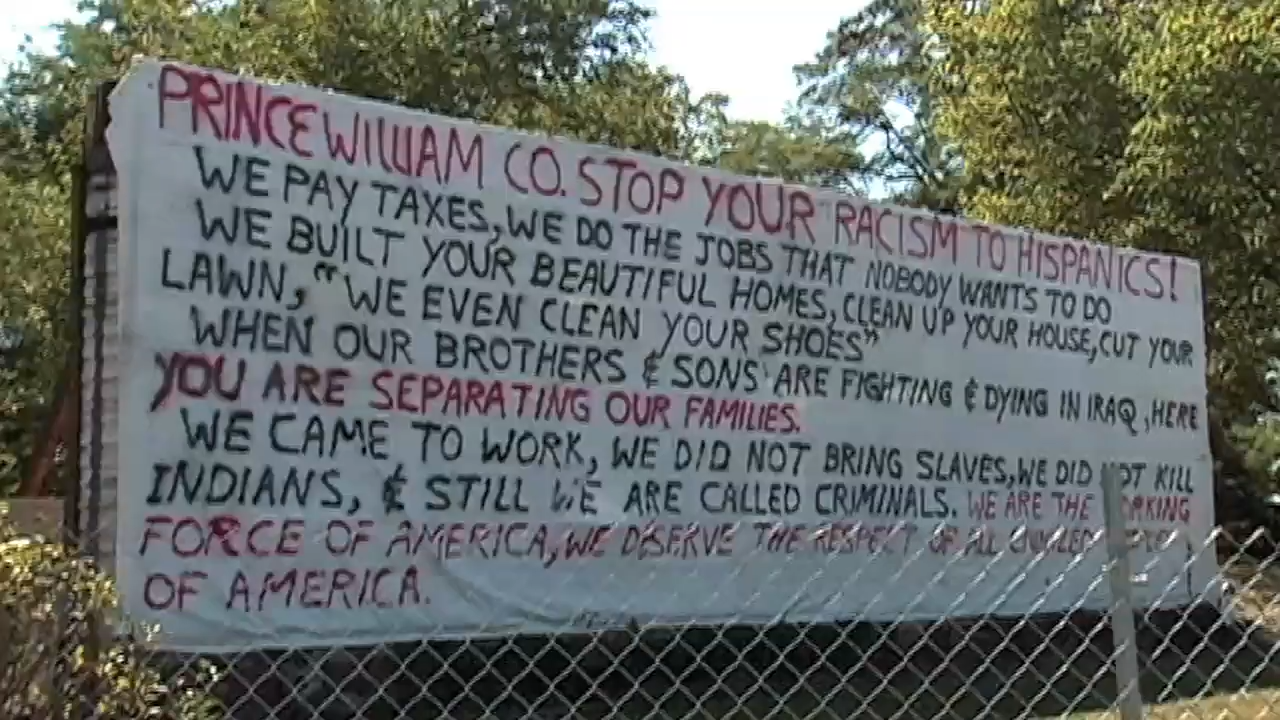 PRINCE WILLIAM CO. STOP YOUR RACISM TO HISPANICS!
WE PAY TAXES, WE DO THE JOBS THAT NOBODY WANTS TO DO
WE BUILT YOUR BEAUTIFUL HOMES, CLEAN UP YOUR HOUSE, CUT YOUR
LAWN, "WE EVEN CLEAN YOUR SHOES"
WHEN OUR BROTHERS & SONS ARE FIGHTING & DYING IN IRAQ, HERE
YOU ARE SEPARATING OUR FAMILIES.
WE CAME TO WORK, WE DID NOT BRING SLAVES, WE DID NOT KILL
INDIANS, & STILL WE ARE CALLED CRIMINALS. WE ARE THE WORKING
FORCE OF AMERICA, WE DESERVE THE RESPECT OF ALL
OF AMERICA.